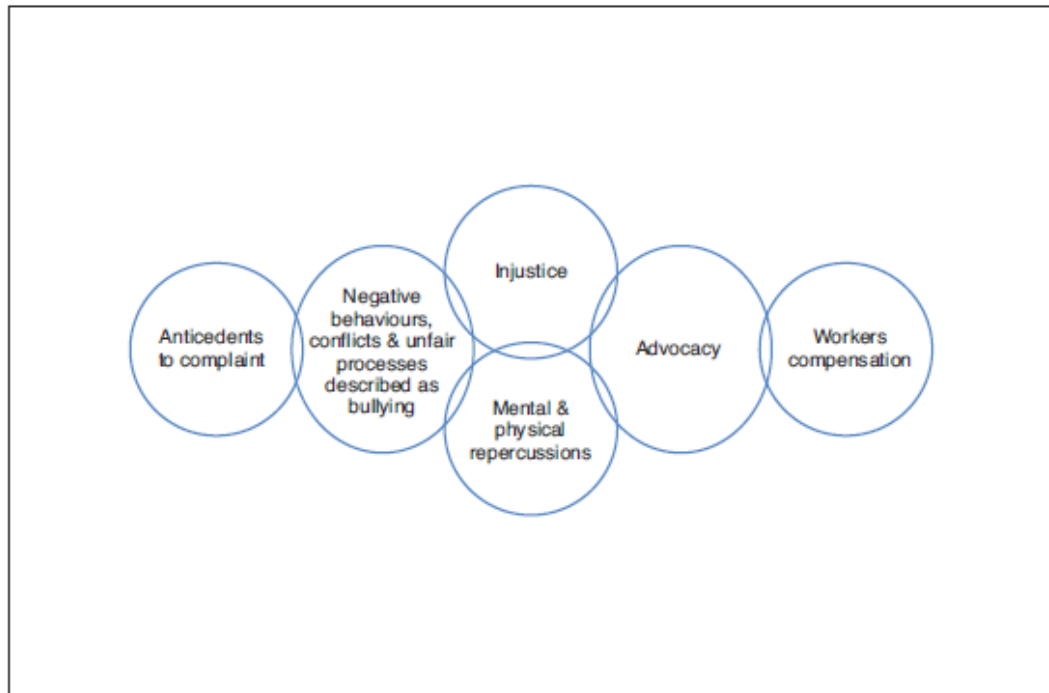 Anticedents
to complaint
Negative
behaviours,
conflicts & unfair
processes
described as
bullying
Injustice
Mental &
physical
repercussions
Advocacy
Workers
compensation